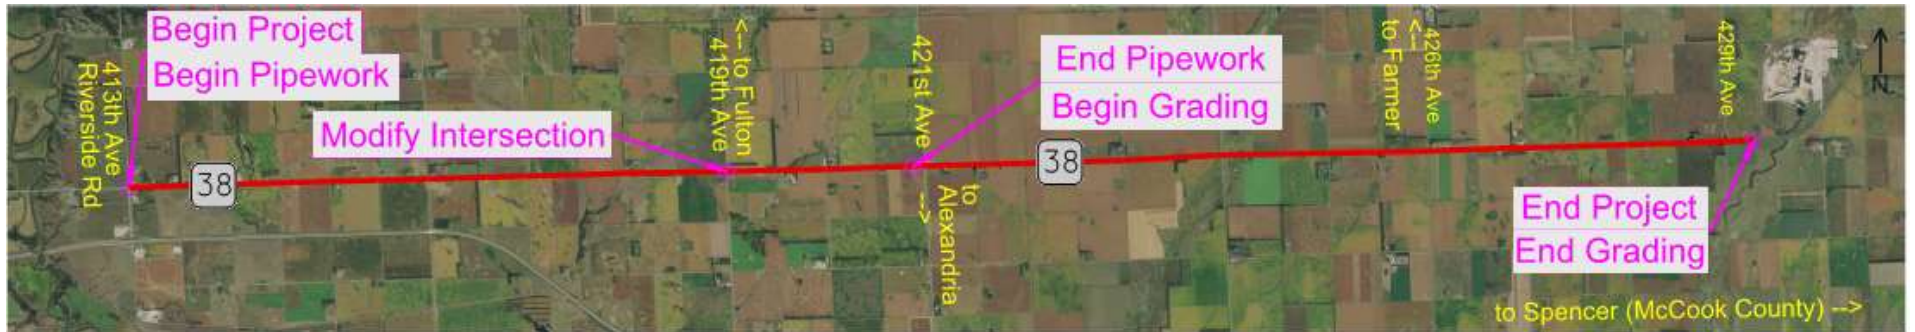 Begin Project
Begin Pipework
413th Ave
Riverside Rd
38
Modify Intersection
<-- to Fulton
419th Ave
421st Ave
to
Alexandria
-->
End Pipework
Begin Grading
38
<--
to Farmer
426th Ave
429th Ave
N
End Project
End Grading
to Spencer (McCook County) -->